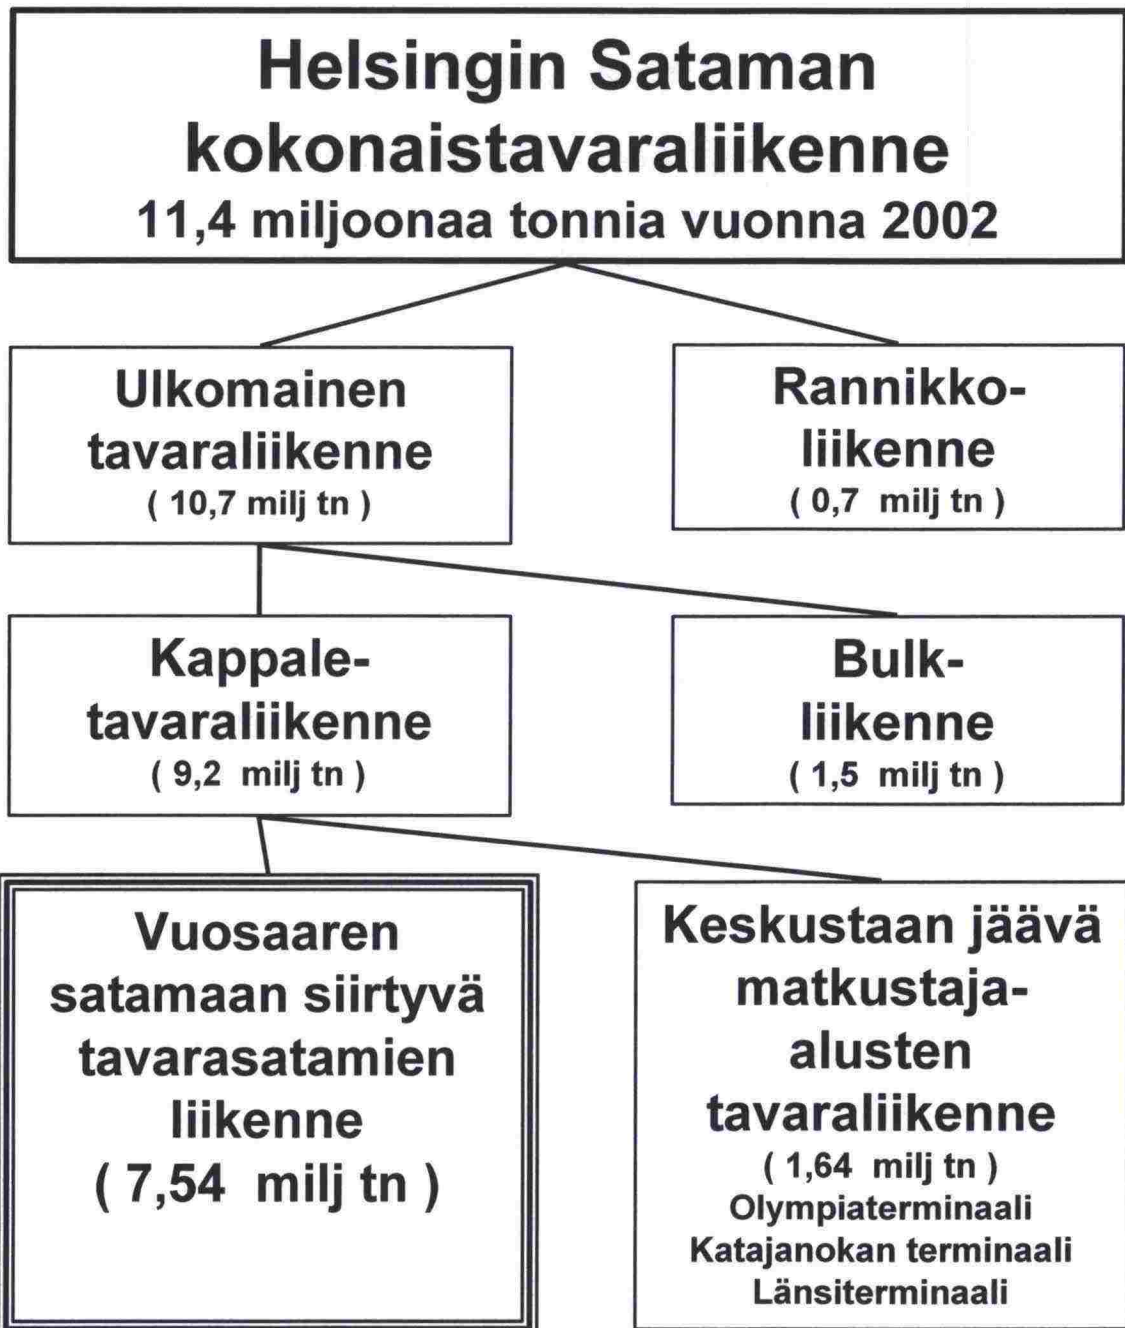 Helsingin Sataman
kokonaistavaraliikenne
11,4 miljoonaa tonnia vuonna 2002
Ulkomainen
tavaraliikenne
( 10,7 milj tn )
Rannikko-
liikenne
( 0,7 milj tn )
Kappale-
tavaraliikenne
( 9,2 milj tn )
Bulk-
liikenne
( 1,5 milj tn )
Vuosaaren
satamaan siirtyvä
tavarasatamien
liikenne
( 7,54 milj tn )
Keskustaan jäävä
matkustaja-
alusten
tavaraliikenne
( 1,64 milj tn )
Olympiaterminaali
Katajanokan terminaali
Länsiterminaali